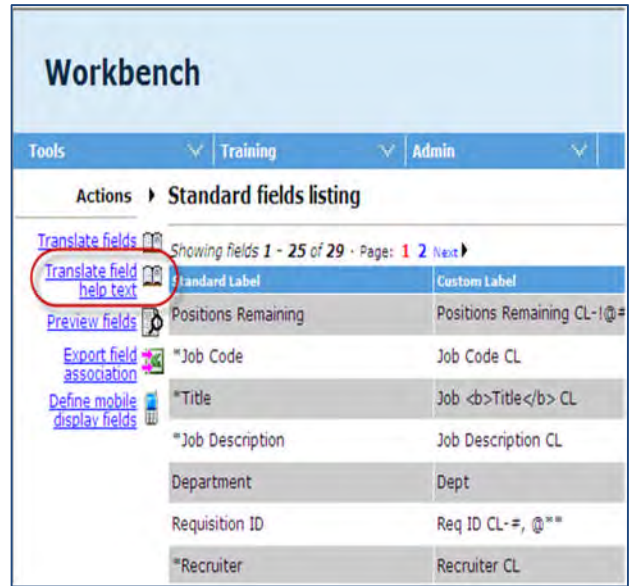 Workbench
Tools Training Admin
Actions Standard fields listing
Translate fields
Translate field
help text
Preview fields
Export field
association
Define mobile
display fields
Showing fields 1 - 25 of 29 · Page: 1 2 Next
Standard Label Custom Label
Positions Remaining Positions Remaining CL-!@#
*Job Code Job Code CL
*Title Job <b>Title</b> CL
*Job Description Job Description CL
Department Dept
Requisition ID Req ID CL-#, @**
*Recruiter Recruiter CL